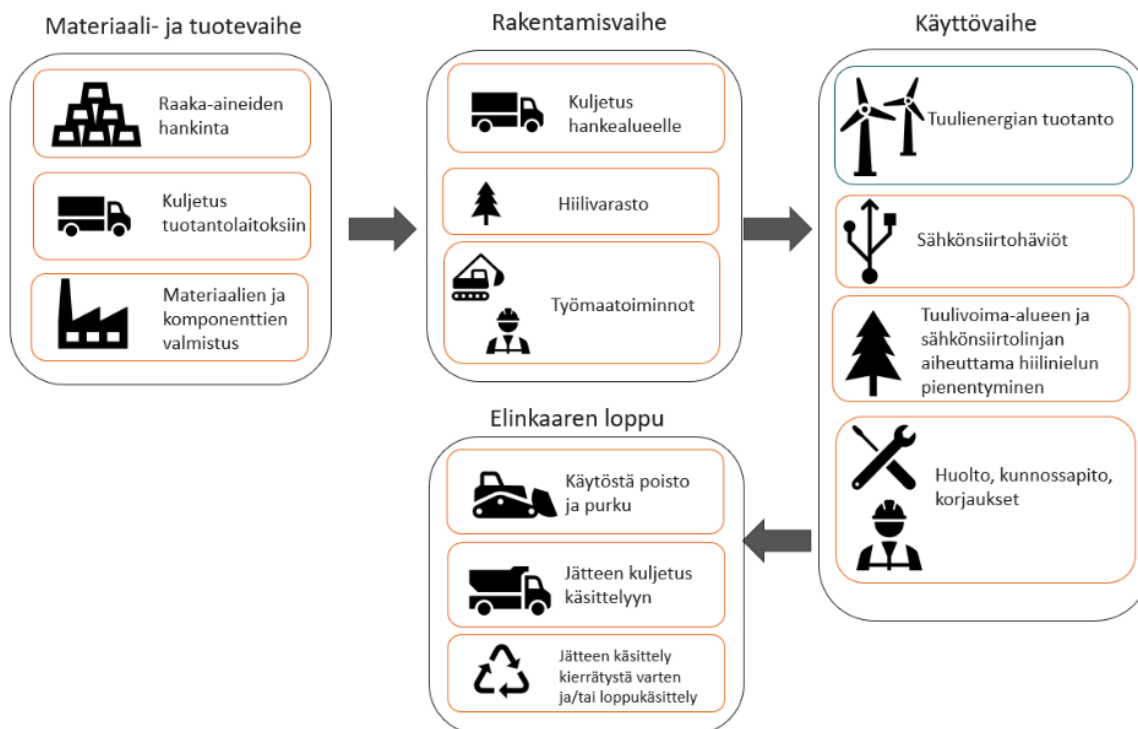 Materiaali- ja tuotevaihe
Raaka-aineiden
hankinta
Kuljetus
tuotantolaitoksiin
Materiaalien ja
komponenttien
valmistus
Rakentamisvaihe
Kuljetus
hankealueelle
Hiilivarasto
Työmaatoiminnot
Käyttövaihe
Tuulienergian tuotanto
Sähkönsiirtohäviöt
Tuulivoima-alueen ja
sähkönsiirtolinjan
aiheuttama hiilinielun
pienentyminen
Huolto, kunnossapito,
korjaukset
Elinkaaren loppu
Käytöstä poisto
ja purku
Jätteen kuljetus
käsittelyyn
Jätteen käsittely
kierrätystä varten
ja/tai loppukäsittely